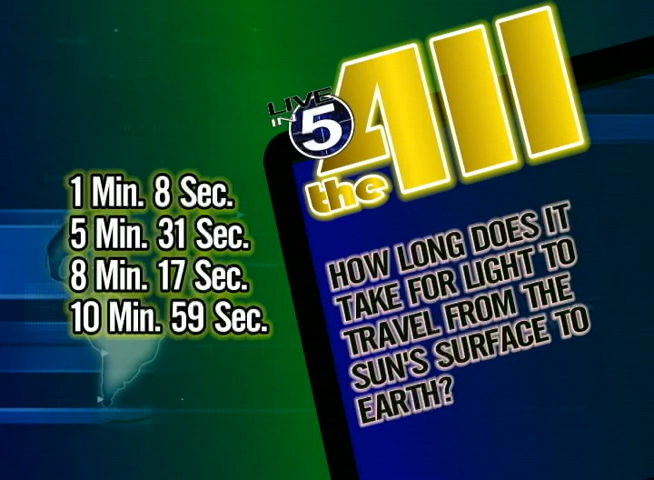 LIVE
IN 5
the 411
1 Min. 8 Sec.
5 Min. 31 Sec.
8 Min. 17 Sec.
10 Min. 59 Sec.
HOW LONG DOES IT
TAKE FOR LIGHT TO
TRAVEL FROM THE
SUN'S SURFACE TO
EARTH?